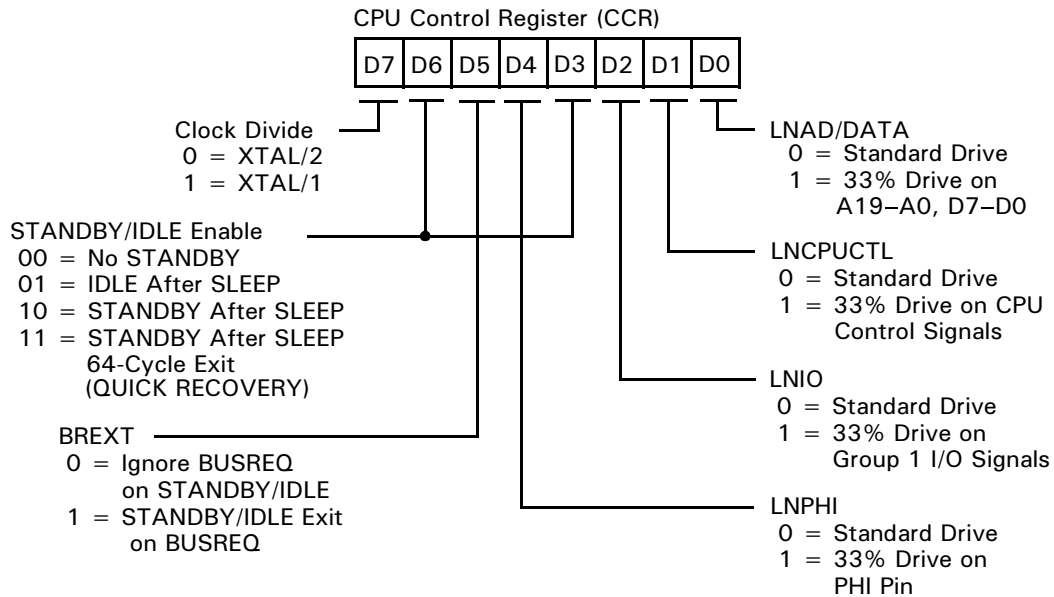 CPU Control Register (CCR)
D7 D6 D5 D4 D3 D2 D1 D0
Clock Divide
0 = XTAL/2
1 = XTAL/1
STANDBY/IDLE Enable
00 = No STANDBY
01 = IDLE After SLEEP
10 = STANDBY After SLEEP
11 = STANDBY After SLEEP
64-Cycle Exit
(QUICK RECOVERY)
BREXT
0 = Ignore BUSREQ
on STANDBY/IDLE
1 = STANDBY/IDLE Exit
on BUSREQ
LNAD/DATA
0 = Standard Drive
1 = 33% Drive on
A19–A0, D7–D0
LNCPUCTL
0 = Standard Drive
1 = 33% Drive on CPU
Control Signals
LNIO
0 = Standard Drive
1 = 33% Drive on
Group 1 I/O Signals
LNPHI
0 = Standard Drive
1 = 33% Drive on
PHI Pin